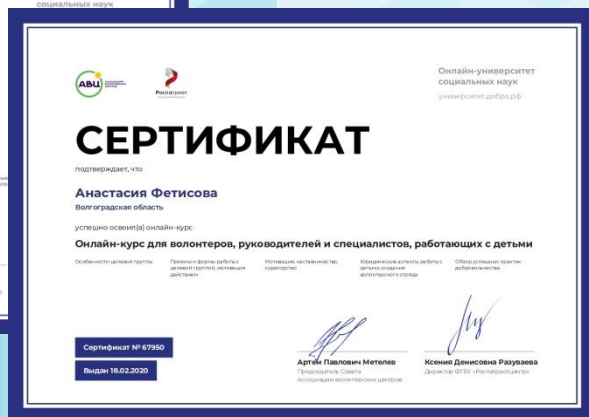 социальных наук
АВЦ
Роспатриот
Онлайн-университет
социальных наук
университет.добро.рф
СЕРТИФИКАТ
подтверждает, что
Анастасия Фетисова
Волгоградская область
успешно освоил(а) онлайн-курс
Онлайн-курс для волонтеров, руководителей и специалистов, работающих с детьми
Особенности целевой группы
Приемы и формы работы с
целевой группой, мотивация
действием
Мотивация, наставничество,
кураторство
Юридические аспекты работы с
детьми, создание
волонтерского отряда
Обзор успешных практик
добровольчества
Сертификат № 67950
Выдан 18.02.2020
Артем Павлович Метелев
Председатель Совета
Ассоциации волонтерских центров
Ксения Денисовна Разуваева
Директор ФГБУ «Роспатриотцентр»